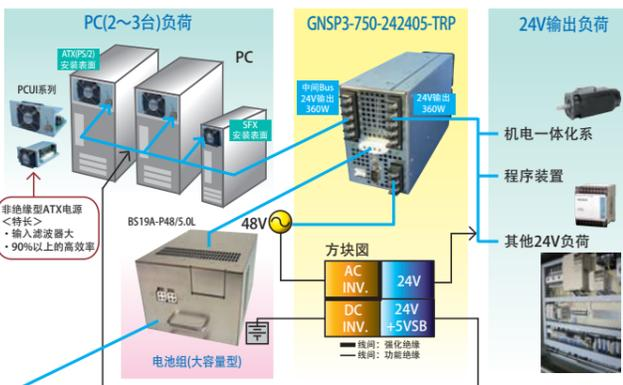 PC(2～3台)负荷
GNSP3-750-242405-TRP
24V输出负荷
ATX(PS/2)
安装表面
PC
PCUI系列
SFX
安装表面
中间Bus
24V输出
360W
24V输出
360W
机电一体化系
程序装置
其他24V负荷
非绝缘型ATX电源
＜特长＞
・输入滤波器大
・90%以上的高效率
BS19A-P48/5.0L
48V
方块図
AC
INV.
24V
DC
INV.
24V
+5VSB
线间：强化绝缘
线间：功能绝缘
电池组(大容量型)